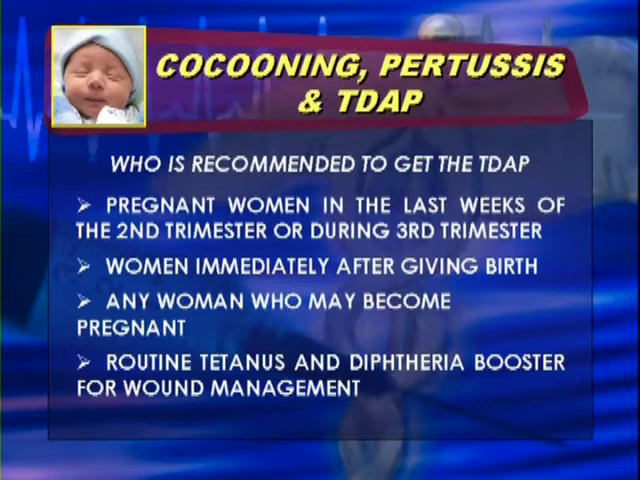 COCOONING, PERTUSSIS
& TDAP
WHO IS RECOMMENDED TO GET THE TDAP
➢ PREGNANT WOMEN IN THE LAST WEEKS OF
THE 2ND TRIMESTER OR DURING 3RD TRIMESTER
➢ WOMEN IMMEDIATELY AFTER GIVING BIRTH
➢ ANY WOMAN WHO MAY BECOME
PREGNANT
➢ ROUTINE TETANUS AND DIPHTHERIA BOOSTER
FOR WOUND MANAGEMENT